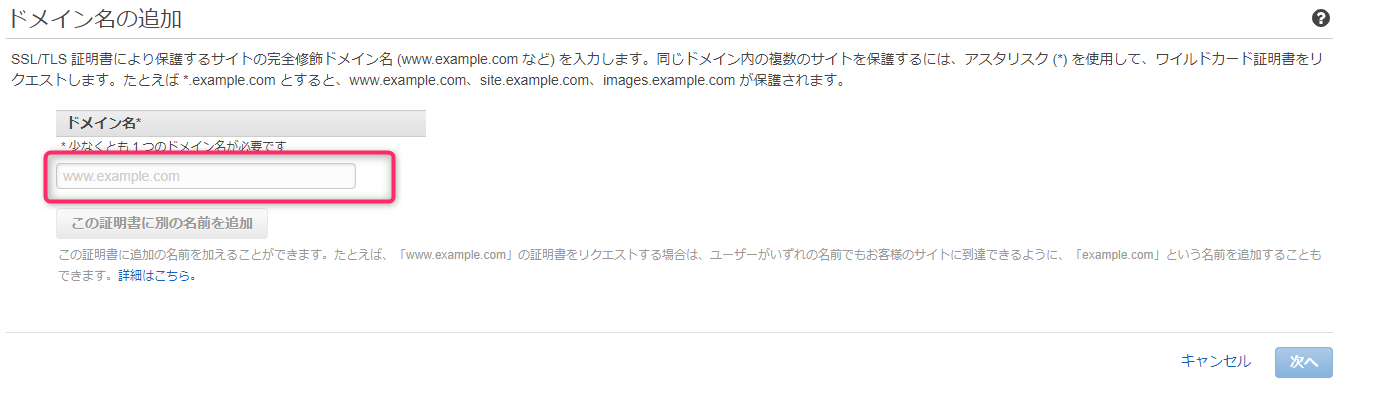 ドメイン名の追加
SSL/TLS 証明書により保護するサイトの完全修飾ドメイン名 (www.example.com など) を入力します。同じドメイン内の複数のサイトを保護するには、アスタリスク (*) を使用して、ワイルドカード証明書をリ
クエストします。たとえば *.example.com とすると、www.example.com、site.example.com、images.example.com が保護されます。
ドメイン名*
* 少なくとも 1 つのドメイン名が必要です
www.example.com
この証明書に別の名前を追加
この証明書に追加の名前を加えることができます。たとえば、「www.example.com」の証明書をリクエストする場合は、ユーザーがいずれの名前でもお客様のサイトに到達できるように、「example.com」という名前を追加することも
できます。詳細はこちら。
キャンセル 次へ